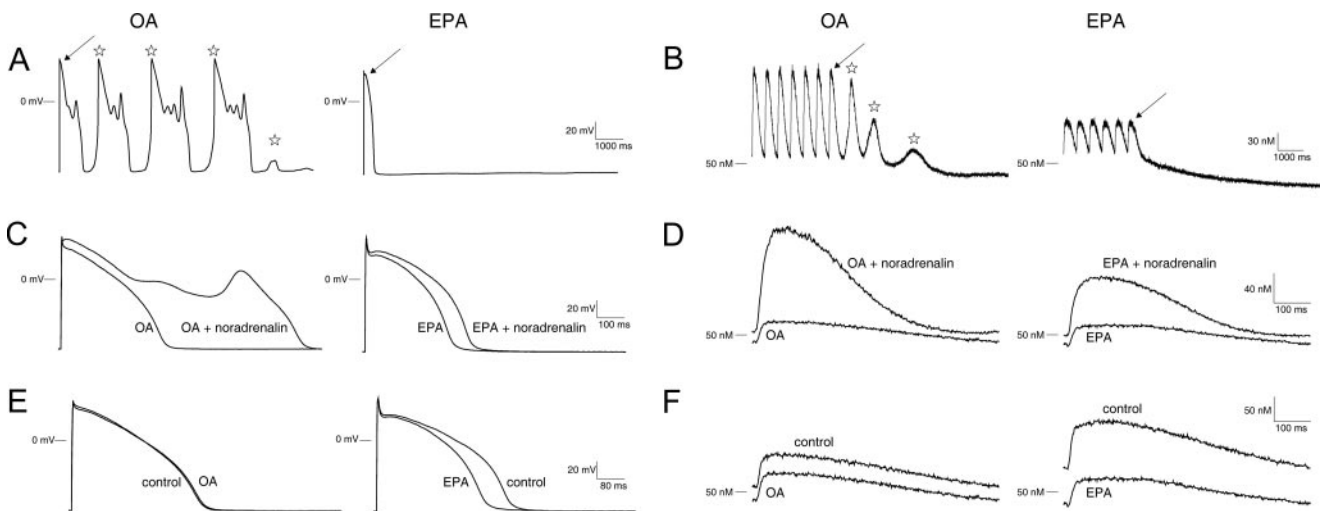 OA
EPA
OA
EPA
A
0 mV
0 mV
20 mV
1000 ms
B
50 nM
50 nM
30 nM
1000 ms
C
0 mV
OA
OA + noradrenalin
0 mV
EPA
EPA + noradrenalin
20 mV
100 ms
D
OA + noradrenalin
50 nM
OA
EPA + noradrenalin
50 nM
EPA
40 nM
100 ms
E
0 mV
control
OA
0 mV
EPA
control
20 mV
80 ms
F
control
50 nM
OA
control
50 nM
EPA
50 nM
100 ms